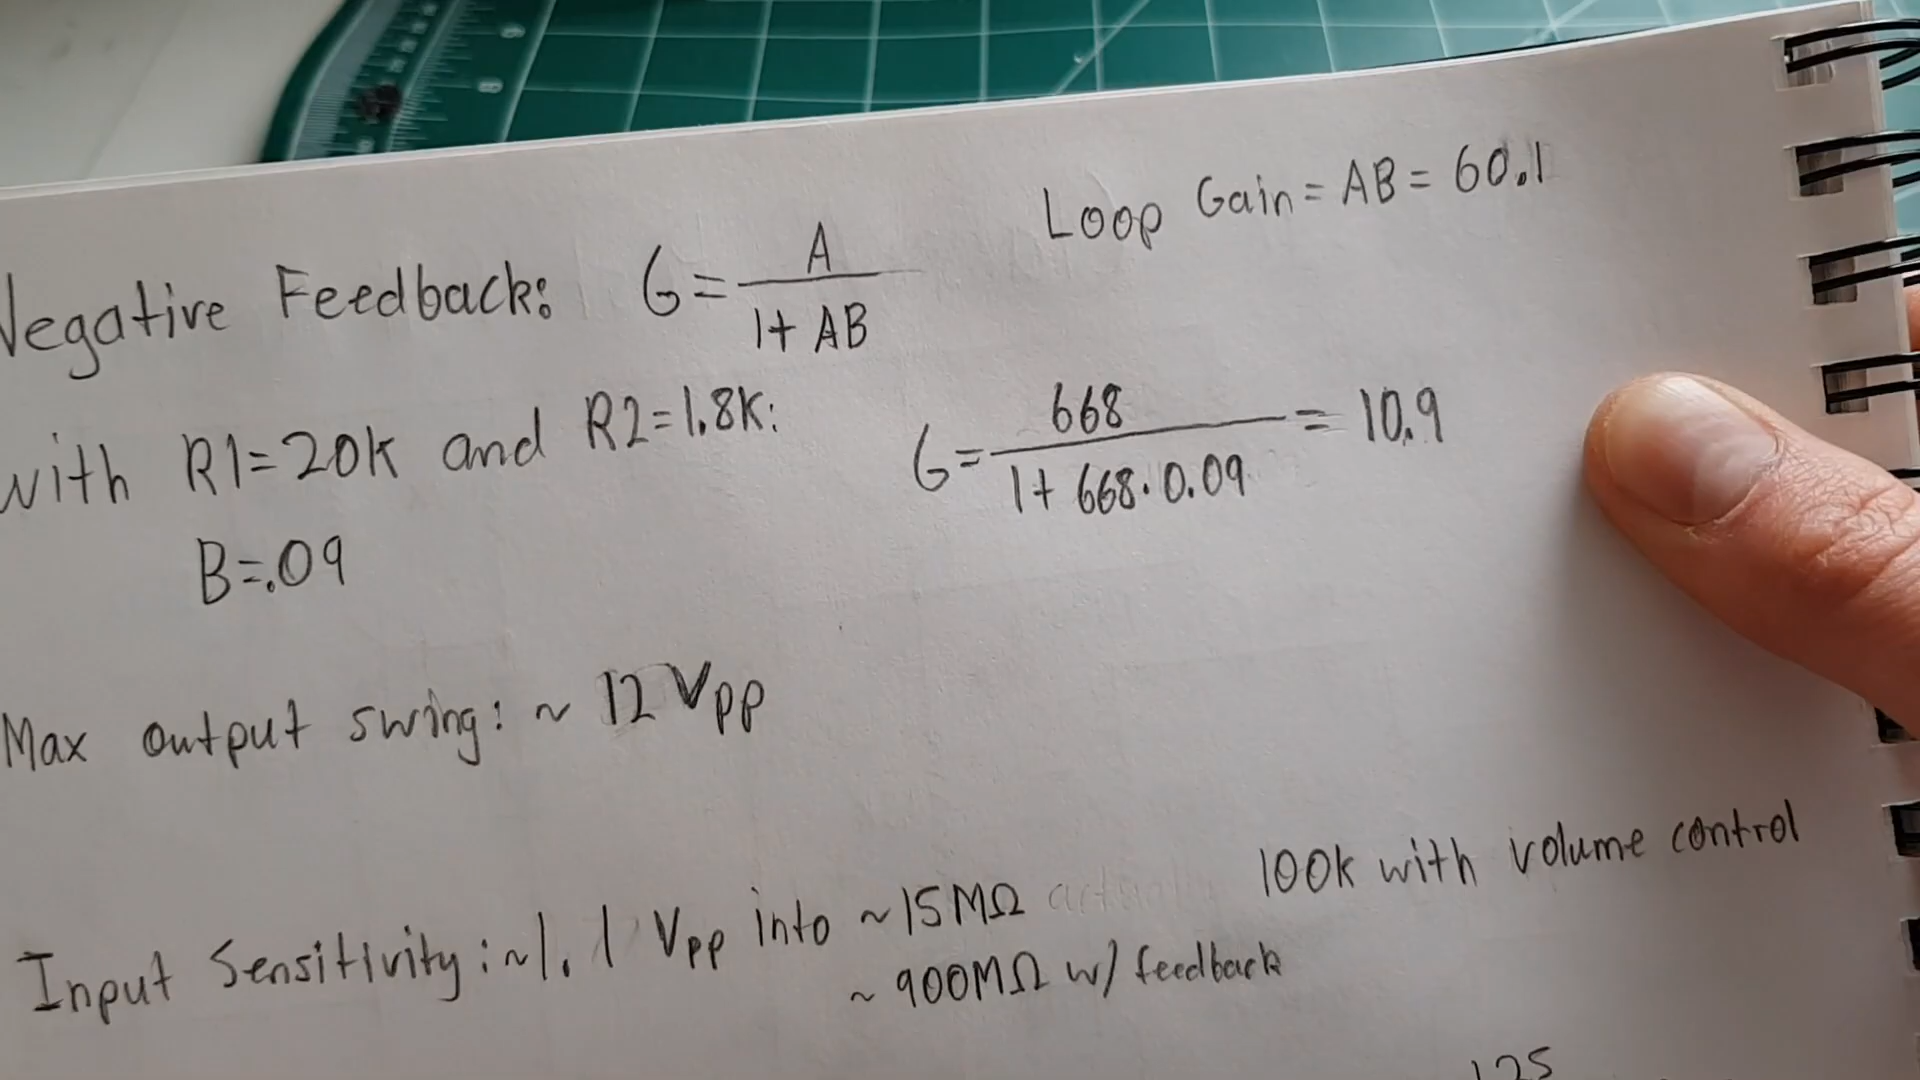 Loop Gain = AB = 60.1
Negative Feedback: G = A / 1 + AB
with R1=20K and R2=1.8K: G = 668 / 1 + 668·0.09 = 10.9
B=.09
Max output swing: ~ 12 Vpp
100K with volume control
Input Sensitivity: ~1.1 Vpp into ~15MΩ
~ 900MΩ w/ feedback
125